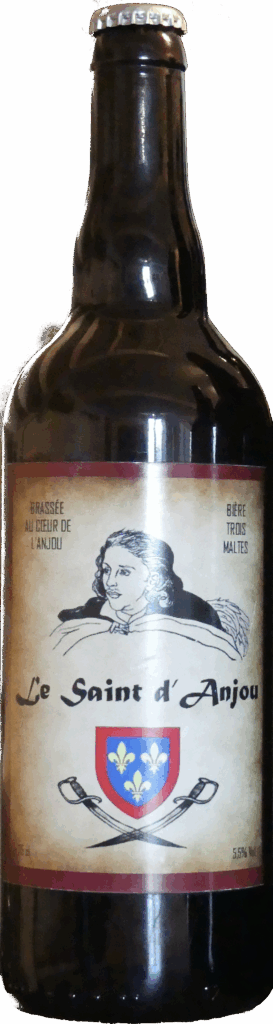 BRASSÉE
AU CŒUR DE
L'ANJOU
BIÈRE
TROIS
MALTES
Le Saint d'Anjou
5,5% Vol